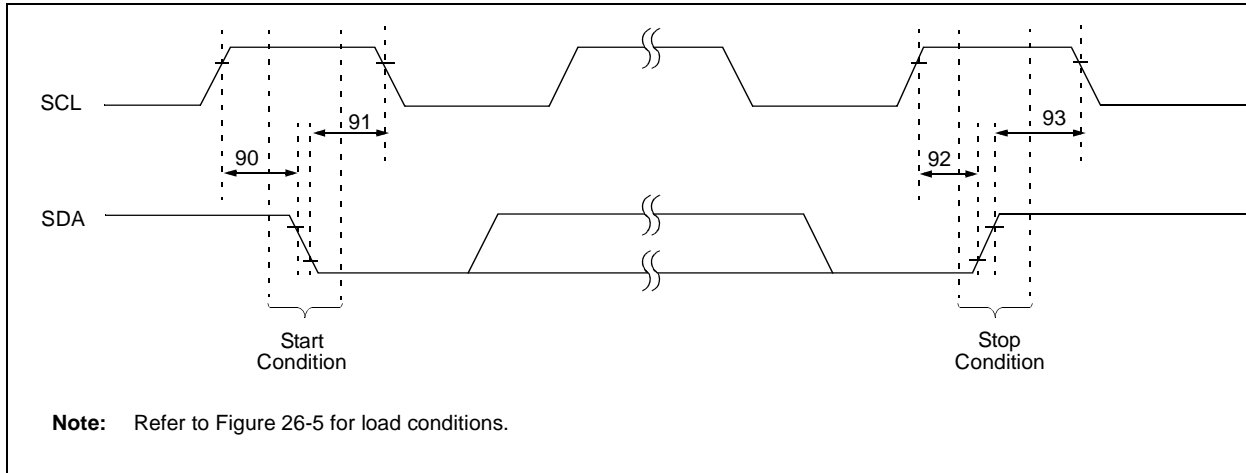 SCL
91
93
90
92
SDA
Start
Condition
Stop
Condition
Note: Refer to Figure 26-5 for load conditions.